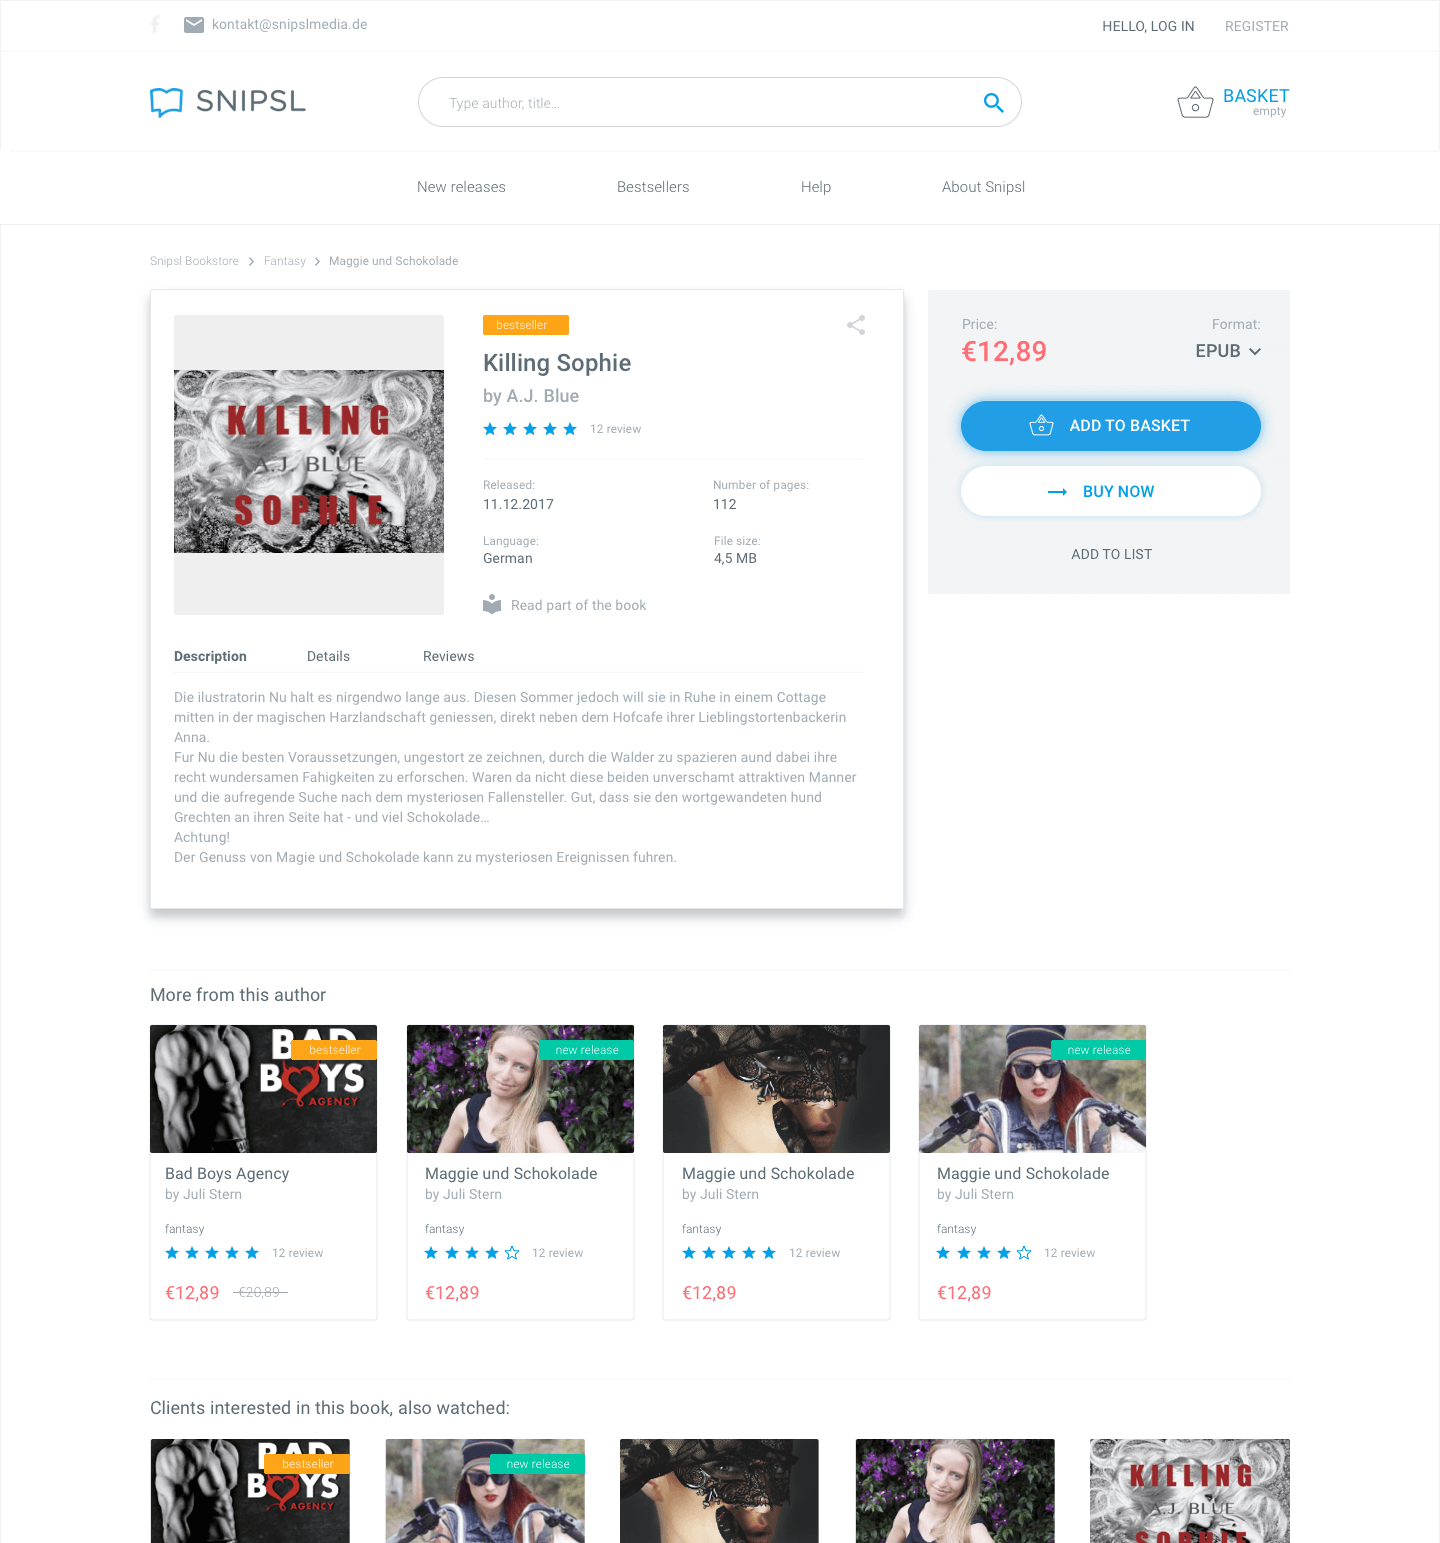 kontakt@snipslmedia.de
HELLO, LOG IN
REGISTER
SNIPSL
Type author, title...
BASKET
empty
New releases
Bestsellers
Help
About Snipsl
Snipsl Bookstore
Fantasy
Maggie und Schokolade
KILLING
A.J. BLUE
SOPHIE
bestseller
Killing Sophie
by A.J. Blue
12 review
Released:
11.12.2017
Number of pages:
112
Language:
German
File size:
4,5 MB
Read part of the book
Price:
€12,89
Format:
EPUB
ADD TO BASKET
BUY NOW
ADD TO LIST
Description
Details
Reviews
Die ilustratorin Nu halt es nirgendwo lange aus. Diesen Sommer jedoch will sie in Ruhe in einem Cottage
mitten in der magischen Harzlandschaft geniessen, direkt neben dem Hofcafe ihrer Lieblingstortenbackerin
Anna.
Fur Nu die besten Voraussetzungen, ungestort ze zeichnen, durch die Walder zu spazieren aund dabei ihre
recht wundersamen Fahigkeiten zu erforschen. Waren da nicht diese beiden unverschamt attraktiven Manner
und die aufregende Suche nach dem mysteriosen Fallensteller. Gut, dass sie den wortgewandeten hund
Grechten an ihren Seite hat - und viel Schokolade...
Achtung!
Der Genuss von Magie und Schokolade kann zu mysteriosen Ereignissen fuhren.
More from this author
BAD
bestseller
BOYS
AGENCY
Bad Boys Agency
by Juli Stern
fantasy
12 review
€12,89
€20,89
new release
Maggie und Schokolade
by Juli Stern
fantasy
12 review
€12,89
Maggie und Schokolade
by Juli Stern
fantasy
12 review
€12,89
new release
Maggie und Schokolade
by Juli Stern
fantasy
12 review
€12,89
Clients interested in this book, also watched:
BAD
bestseller
BOYS
AGENCY
new release
KILLING
A.J. BLUE
SOPHIE